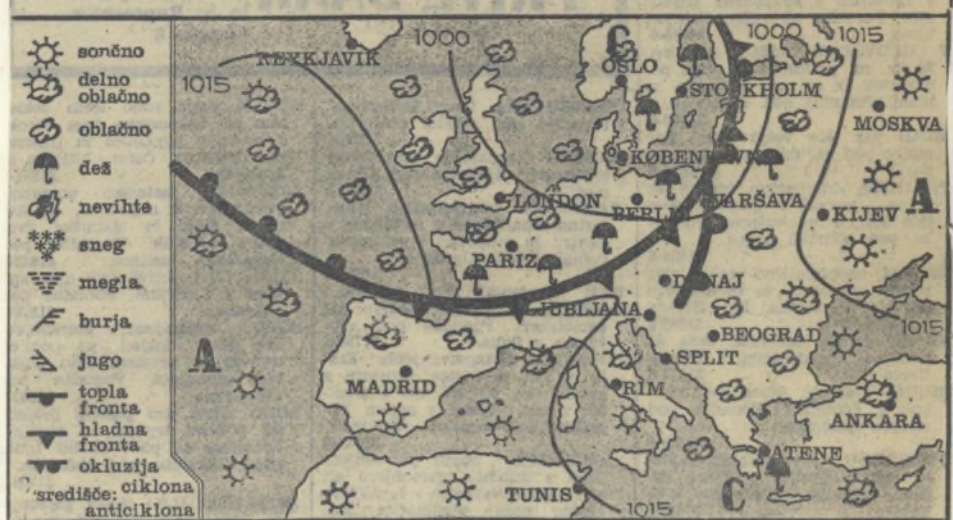 sončno
delno
oblačno
oblačno
dež
nevihte
sneg
megla
burja
jugo
topla
fronta
hladna
fronta
okluzija
središče: ciklona
anticiklona
REYKJAVIK
1000
C
OSLO
1000
1015
1015
STOCKHOLM
MOSKVA
KØBENHAVN
LONDON
BERLIN
VARŠAVA
KIJEV
A
PARIZ
DUNAJ
LJUBLJANA
BEOGRAD
1015
A
SPLIT
MADRID
RIM
ANKARA
ATENE
TUNIS
C
1015